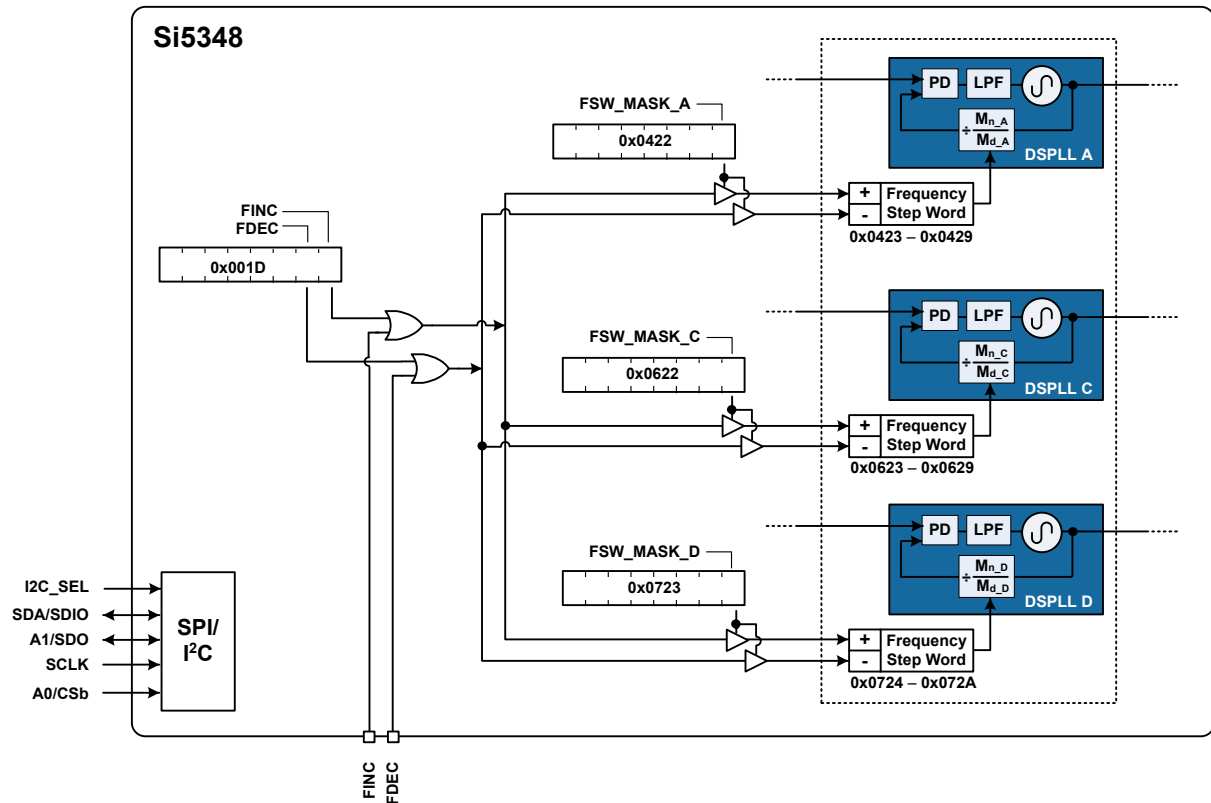 Si5348
FSW_MASK_A
0x0422
PD
LPF
÷ Mn_A
Md_A
DSPLL A
+ Frequency
- Step Word
0x0423 – 0x0429
FINC
FDEC
0x001D
FSW_MASK_C
0x0622
PD
LPF
÷ Mn_C
Md_C
DSPLL C
+ Frequency
- Step Word
0x0623 – 0x0629
FSW_MASK_D
0x0723
PD
LPF
÷ Mn_D
Md_D
DSPLL D
+ Frequency
- Step Word
0x0724 – 0x072A
I2C_SEL
SDA/SDIO
A1/SDO
SCLK
A0/CSb
SPI/
I²C
FINC
FDEC